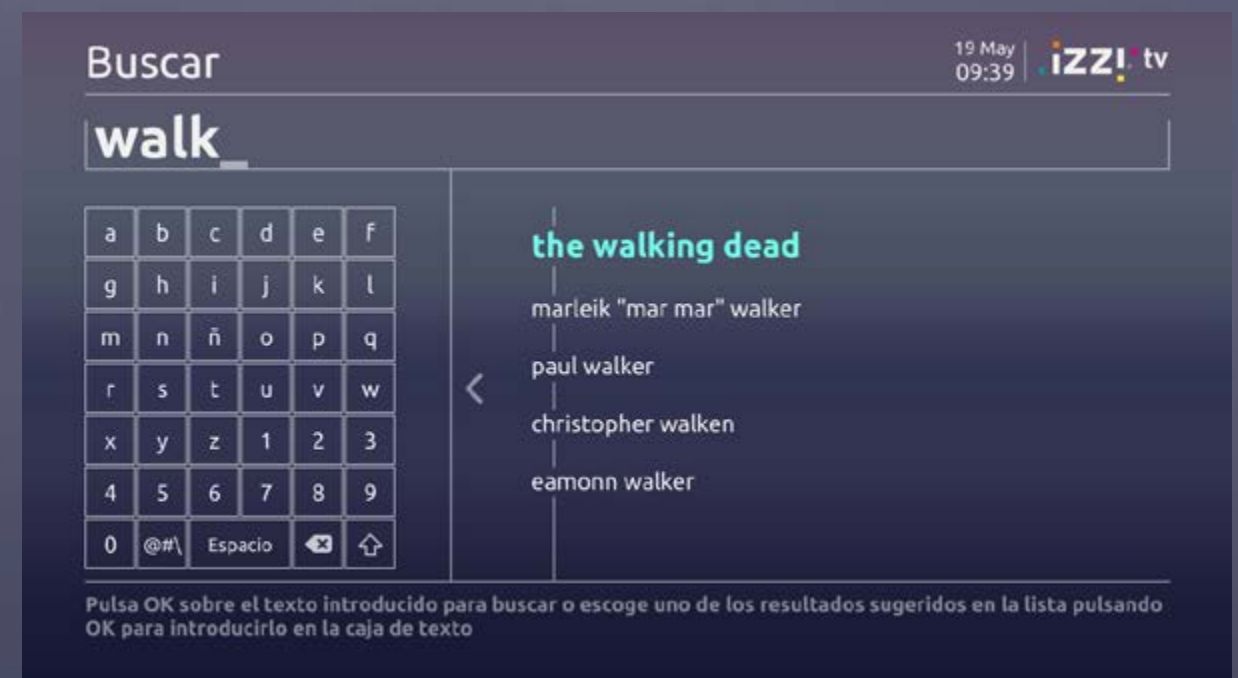 Buscar
19 May
09:39
izzi tv
walk_
a b c d e f
g h i j k l
m n ñ o p q
r s t u v w
x y z 1 2 3
4 5 6 7 8 9
0 @#\ Espacio
the walking dead
marleik "mar mar" walker
paul walker
christopher walken
eamonn walker
Pulsa OK sobre el texto introducido para buscar o escoge uno de los resultados sugeridos en la lista pulsando
OK para introducirlo en la caja de texto